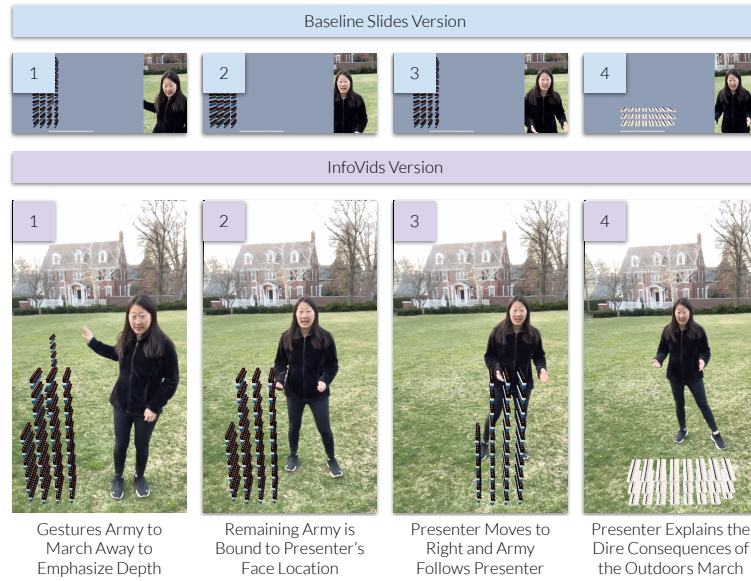 Baseline Slides Version
1
2
3
4
InfoVids Version
1
2
3
4
Gestures Army to
March Away to
Emphasize Depth
Remaining Army is
Bound to Presenter's
Face Location
Presenter Moves to
Right and Army
Follows Presenter
Presenter Explains the
Dire Consequences of
the Outdoors March